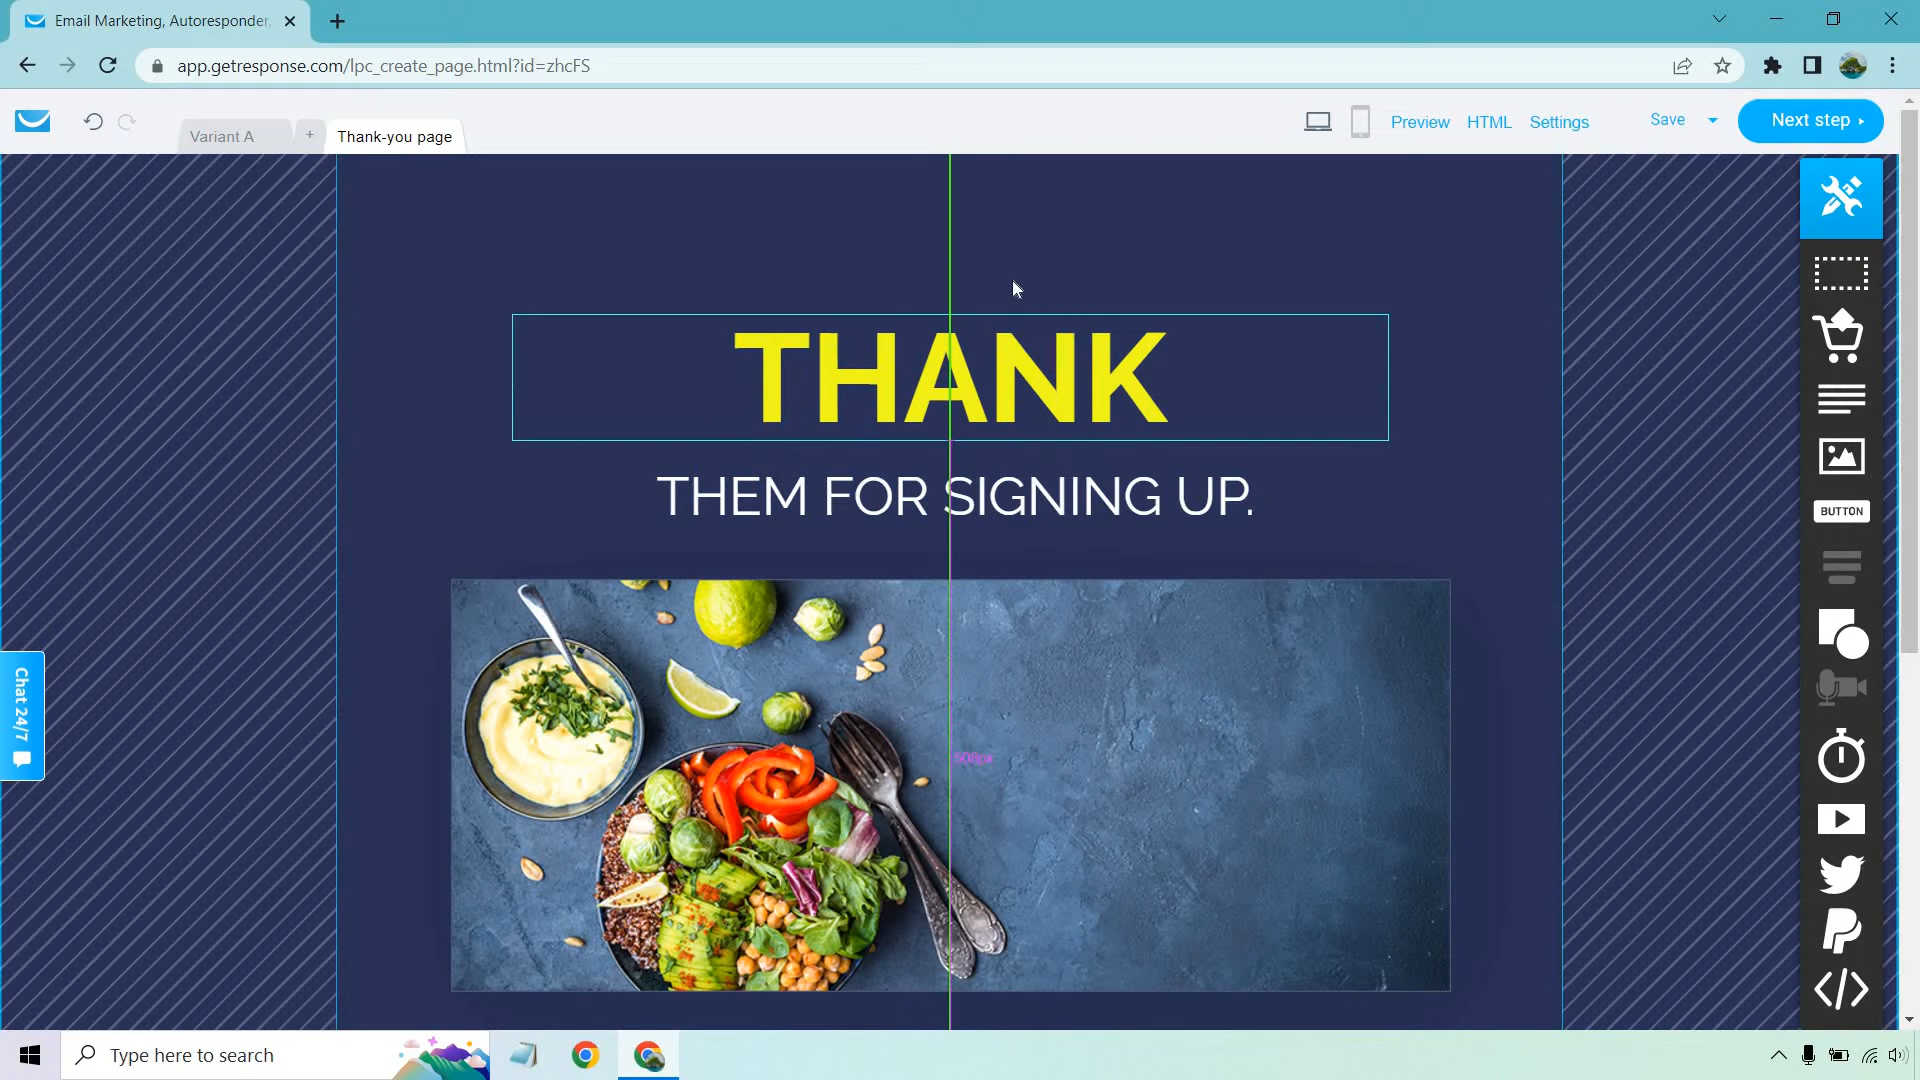 Email Marketing, Autoresponder,
app.getresponse.com/lpc_create_page.html?id=zhcFS
Variant A
+
Thank-you page
Preview
HTML
Settings
Save
Next step
THANK
THEM FOR SIGNING UP.
508px
BUTTON
Chat 24/7
Type here to search